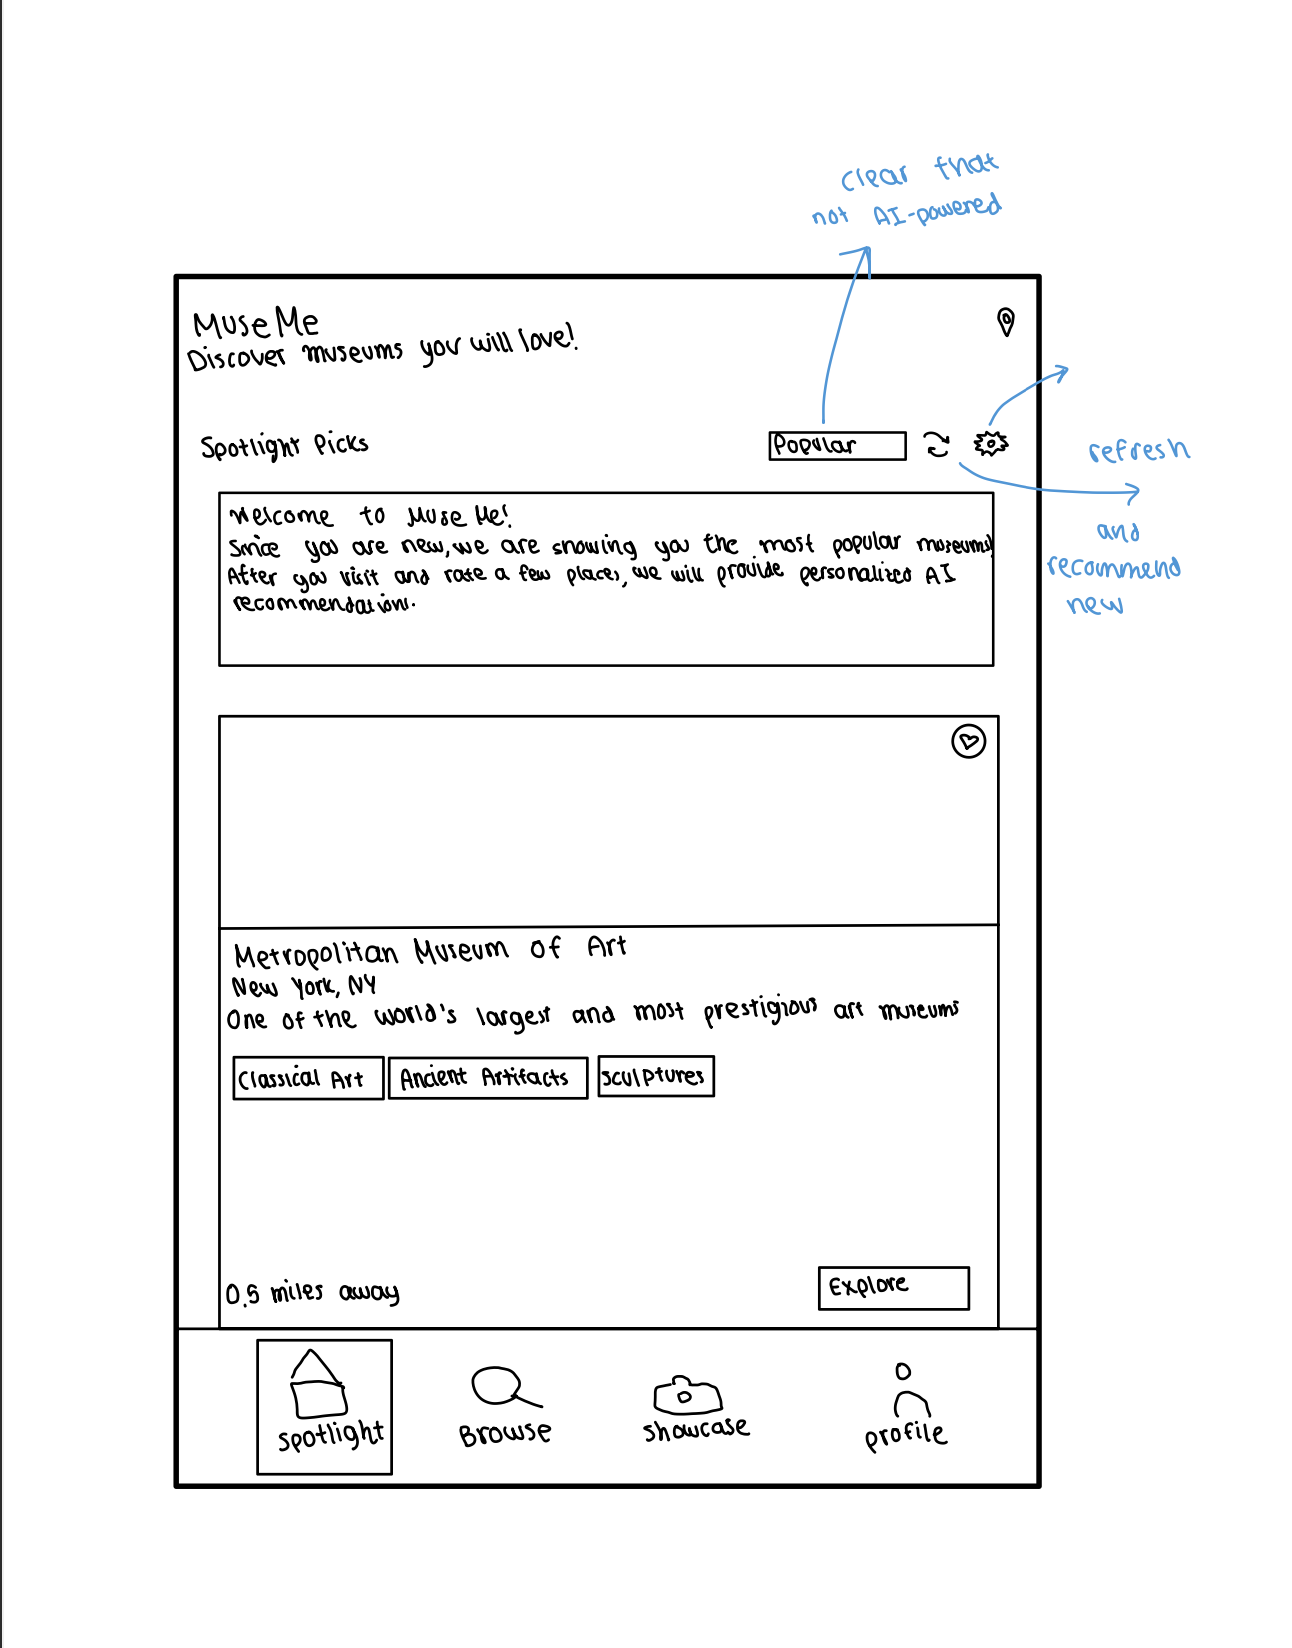 clear that
not AI-powered
MuseMe
Discover museums you will love!
Spotlight Picks
Popular
refresh
and
recommend
new
Welcome to Muse Me!
Since you are new, we are showing you the most popular museums!
After you visit and rate a few places, we will provide personalized AI
recommendation.
Metropolitan Museum of Art
New York, NY
One of the world's largest and most prestigious art museums
Classical Art
Ancient Artifacts
Sculptures
0.5 miles away
Explore
Spotlight
Browse
Showcase
profile